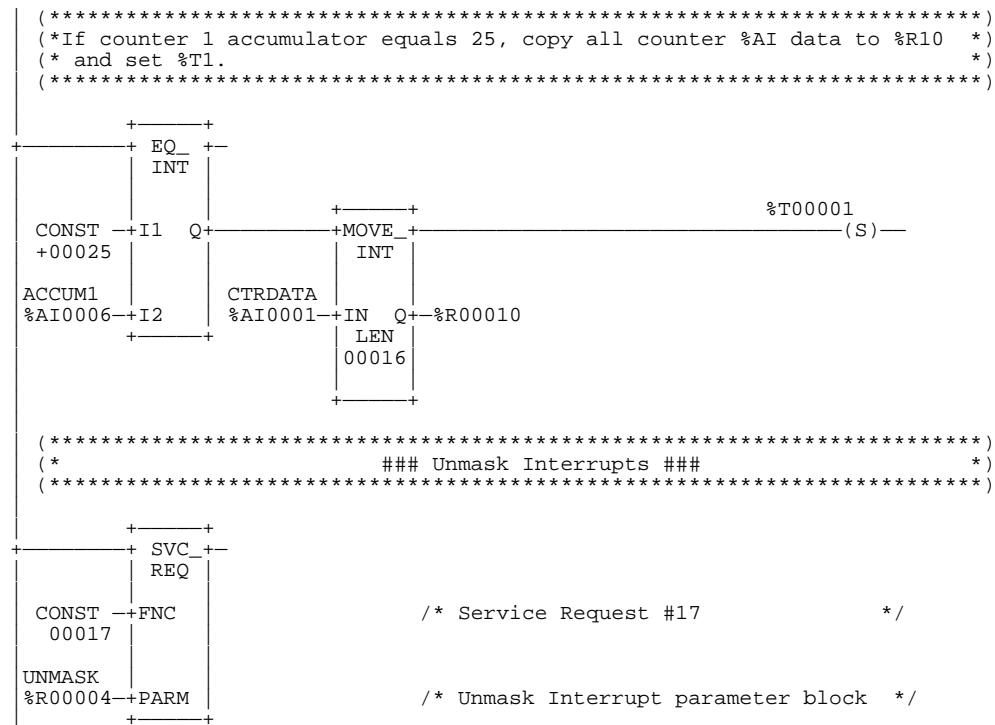 (*************************************************************************)
(*If counter 1 accumulator equals 25, copy all counter %AI data to %R10  *)
(* and set %T1.                                                          *)
(*************************************************************************)
EQ_
INT
%T00001
CONST I1 Q MOVE_ (S)
+00025 INT
ACCUM1 CTRDATA
%AI0006 I2 %AI0001 IN Q %R00010
LEN
00016
(*************************************************************************)
(*                         ### Unmask Interrupts ###                     *)
(*************************************************************************)
SVC_
REQ
CONST FNC /* Service Request #17              */
00017
UNMASK
%R00004 PARM /* Unmask Interrupt parameter block  */